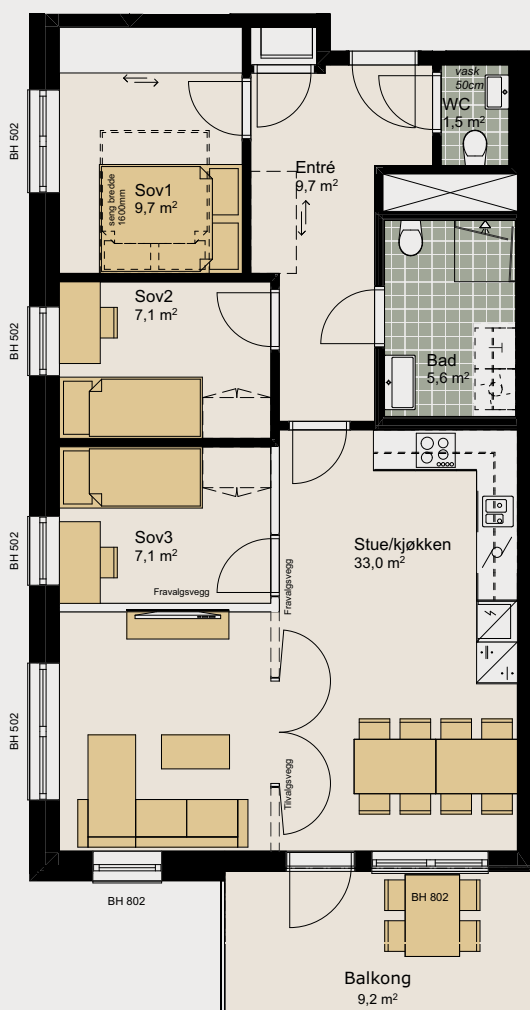 vask
50cm
WC
1,5 m²
BH 502
seng bredde
1600mm
Sov1
9,7 m²
Entré
9,7 m²
BH 502
Sov2
7,1 m²
Bad
5,6 m²
BH 502
Sov3
7,1 m²
Fravalgsvegg
Fravalgsvegg
Stue/kjøkken
33,0 m²
BH 502
Tilvalgsvegg
BH 802
BH 802
Balkong
9,2 m²